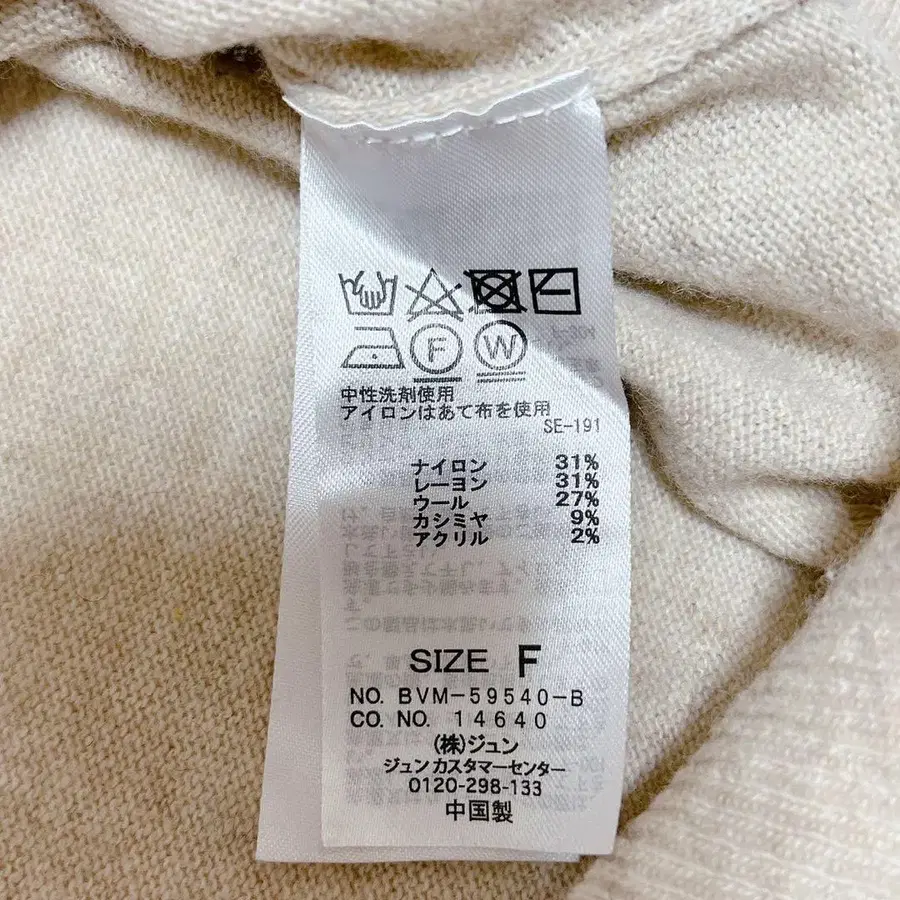 F W
中性洗剤使用
アイロンはあて布を使用
SE-191
ナイロン 31%
レーヨン 31%
ウール 27%
カシミヤ 9%
アクリル 2%
SIZE F
NO. BVM-59540-B
CO. NO. 14640
(株)ジュン
ジュン カスタマーセンター
0120-298-133
中国製